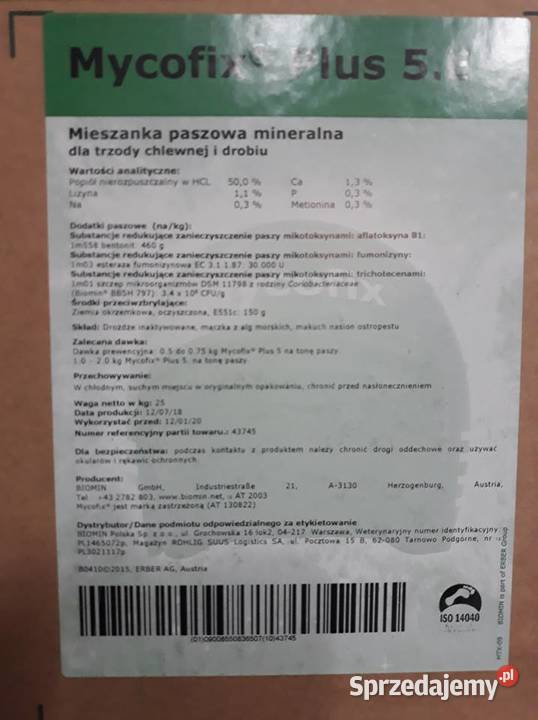 Mycofix® Plus 5.
Mieszanka paszowa mineralna
dla trzody chlewnej i drobiu
Wartości analityczne:
Popiół nierozpuszczalny w HCL 50,0 % Ca 1,3 %
Lizyna 1,1 % P 0,3 %
Na 0,3 % Metionina 0,3 %
Dodatki paszowe (na/kg):
Substancje redukujące zanieczyszczenie paszy mikotoksynami: aflatoksyna B1:
1m558 bentonit: 460 g
Substancje redukujące zanieczyszczenie paszy mikotoksynami: fumonizyny:
1m03 esteraza fumonizynowa EC 3.1.1.87: 30.000 U
Substancje redukujące zanieczyszczenie paszy mikotoksynami: trichotecenami:
1m01 szczep mikroorganizmów DSM 11798 z rodziny Coriobacteriaceae
(Biomin® BBSH 797): 3.4 x 10⁹ CFU/g
Środki przeciwzbrylające:
Ziemia okrzemkowa, oczyszczona, E551c: 150 g
Skład: Drożdże inaktywowane, mączka z alg morskich, makuch nasion ostropestu
Zalecana dawka:
Dawka prewencyjna: 0.5 do 0.75 kg Mycofix® Plus 5 na tonę paszy
1.0 - 2.0 kg Mycofix® Plus 5. na tonę paszy
Przechowywanie:
W chłodnym, suchym miejscu w oryginalnym opakowaniu, chronić przed nasłonecznieniem
Waga netto w kg: 25
Data produkcji: 12/07/18
Wykorzystać przed: 12/01/20
Numer referencyjny partii towaru.: 43745
Dla bezpieczeństwa: podczas kontaktu z produktem należy chronić drogi oddechowe oraz używać
okularów i rękawic ochronnych.
Producent:
BIOMIN GmbH, Industriestraße 21, A-3130 Herzogenburg, Austria,
Tel. +43 2782 803, www.biomin.net, AT 2003
Mycofix® jest marką zastrzeżoną (AT 130822)
Dystrybutor/Dane podmiotu odpowiedzialnego za etykietowanie
BIOMIN Polska Sp. z o.o., ul. Grochowska 16 lok2, 04-217 Warszawa, Weterynaryjny numer identyfikacyjny:
PL1465072p, Magazyn ROHLIG SUUS Logistics SA, ul. Pocztowa 15 B, 62-080 Tarnowo Podgórne, nr
PL3021117p
B0410©2015, ERBER AG, Austria
(01)09008550836507(10)43745
ISO 14040
MTX-09 BIOMIN is part of ERBER Group
Sprzedajemy.pl